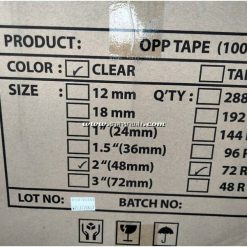 PRODUCT: OPP TAPE (100
COLOR: ✓ CLEAR TA
SIZE: 12 mm Q'TY: 288
18 mm 192
1" (24mm) 144
1.5" (36mm) 96 R
✓ 2" (48mm) ✓ 72 R
3" (72mm) 48 R
LOT NO: BATCH NO: